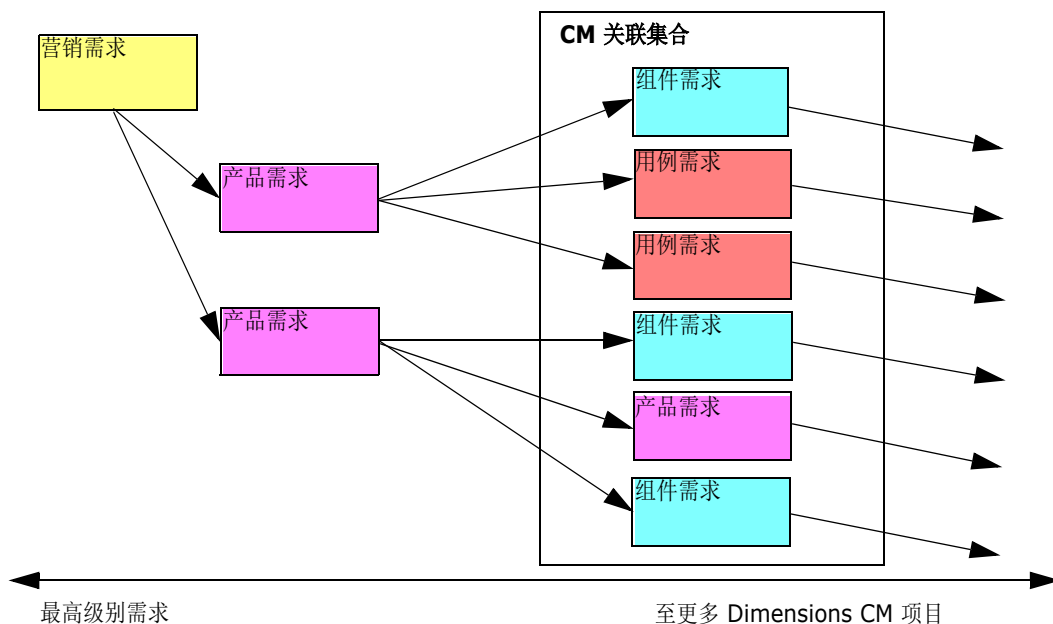 营销需求
CM 关联集合
组件需求
产品需求
用例需求
用例需求
产品需求
组件需求
产品需求
组件需求
最高级别需求
至更多 Dimensions CM 项目